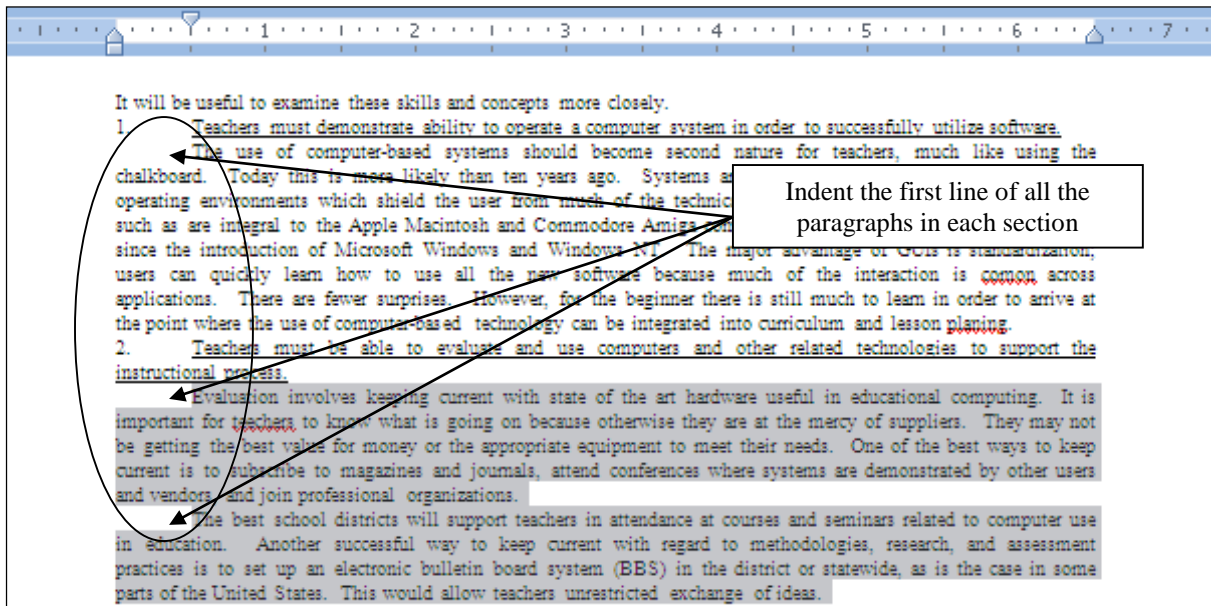 1 2 3 4 5 6 7
It will be useful to examine these skills and concepts more closely.
1. Teachers must demonstrate ability to operate a computer system in order to successfully utilize software.
The use of computer-based systems should become second nature for teachers, much like using the
chalkboard. Today this is more likely than ten years ago. Systems
operating environments which shield the user from much of the
such as are integral to the Apple Macintosh and Commodore Amiga
since the introduction of Microsoft Windows and Windows NT. The major advantage of GUIs is standardization,
users can quickly learn how to use all the new software because much of the interaction is comon across
applications. There are fewer surprises. However, for the beginner there is still much to learn in order to arrive at
the point where the use of computer-based technology can be integrated into curriculum and lesson planing.
2. Teachers must be able to evaluate and use computers and other related technologies to support the
instructional process.
Evaluation involves keeping current with state of the art hardware useful in educational computing. It is
important for teachers to know what is going on because otherwise they are at the mercy of suppliers. They may not
be getting the best value for money or the appropriate equipment to meet their needs. One of the best ways to keep
current is to subscribe to magazines and journals, attend conferences where systems are demonstrated by other users
and vendors, and join professional organizations.
The best school districts will support teachers in attendance at courses and seminars related to computer use
in education. Another successful way to keep current with regard to methodologies, research, and assessment
practices is to set up an electronic bulletin board system (BBS) in the district or statewide, as is the case in some
parts of the United States. This would allow teachers unrestricted exchange of ideas.
Indent the first line of all the
paragraphs in each section